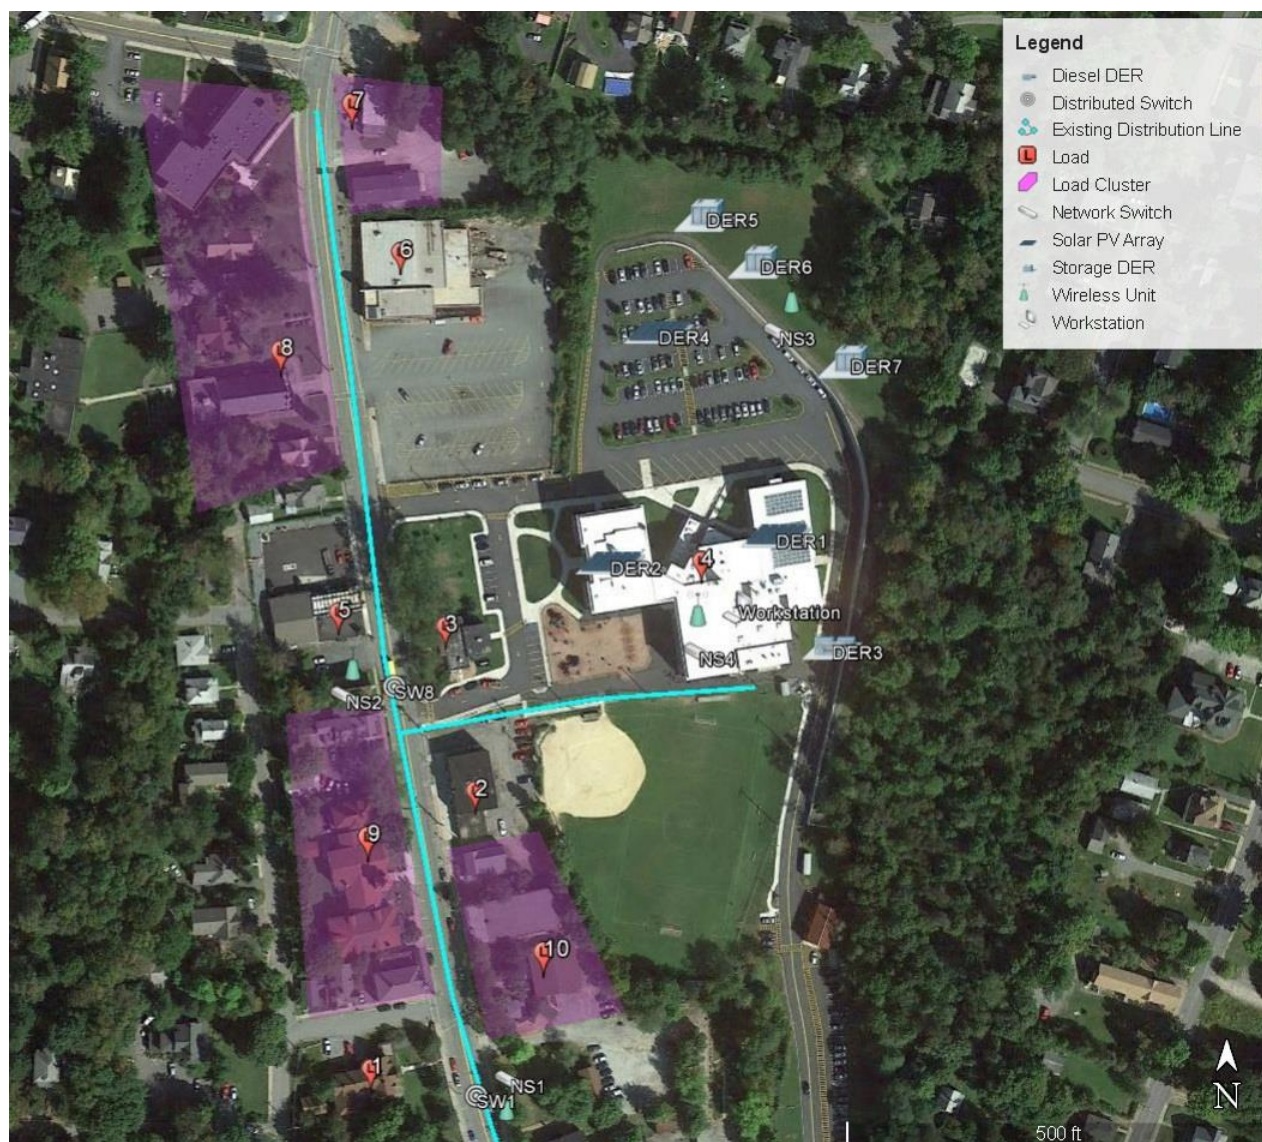 Legend
Diesel DER
Distributed Switch
Existing Distribution Line
L Load
Load Cluster
Network Switch
Solar PV Array
Storage DER
Wireless Unit
Workstation
7
DER5
6
DER6
NS3
DER4
8
DER7
DER1
4
DER2
5
3
Workstation
NS4
DER3
SW8
NS2
2
9
L 10
L 1
NS1
SW1
N
500 ft